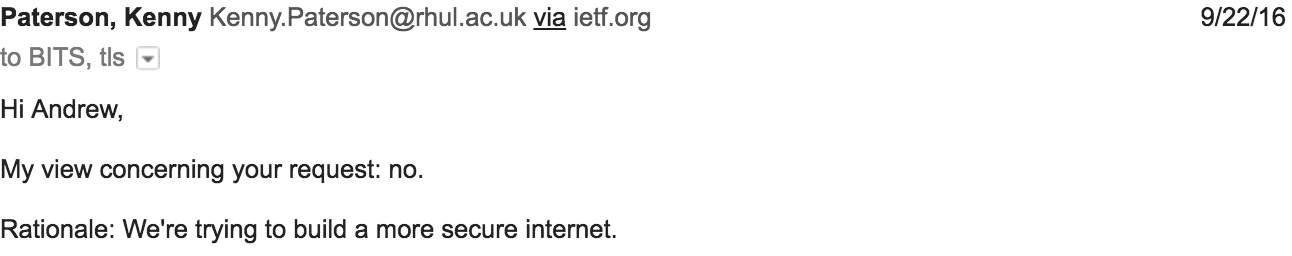 Paterson, Kenny Kenny.Paterson@rhul.ac.uk via ietf.org 9/22/16
to BITS, tls
Hi Andrew,
My view concerning your request: no.
Rationale: We're trying to build a more secure internet.